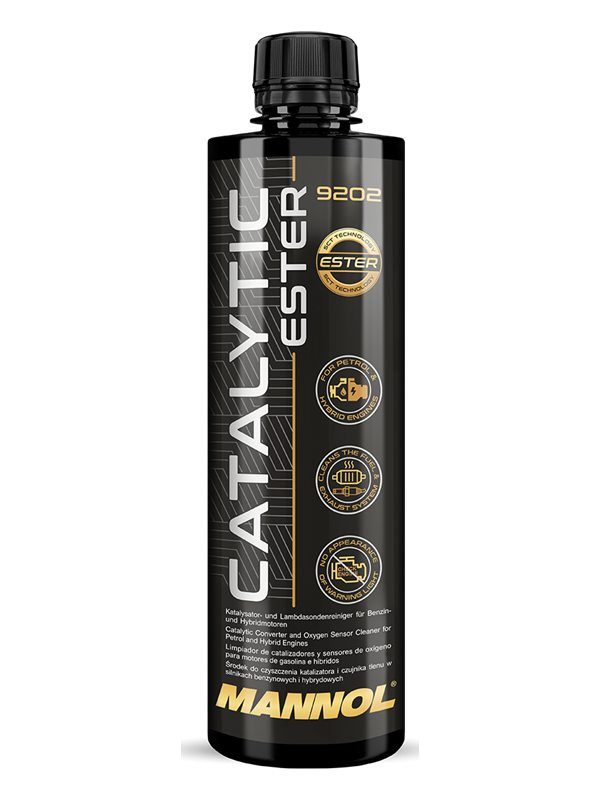 CATALYTIC
ESTER
9202
SCT TECHNOLOGY
ESTER
SCT TECHNOLOGY
FOR PETROL &
HYBRID ENGINES
CLEANS THE FUEL &
EXHAUST SYSTEM
NO APPEARANCE
OF WARNING LIGHT
CHECK
ENGINE
Katalysator- und Lambdasondenreiniger für Benzin-
und Hybridmotoren
Catalytic Converter and Oxygen Sensor Cleaner for
Petrol and Hybrid Engines
Limpiador de catalizadores y sensores de oxígeno
para motores de gasolina e híbridos
Środek do czyszczenia katalizatora i czujnika tlenu w
silnikach benzynowych i hybrydowych
MANNOL®